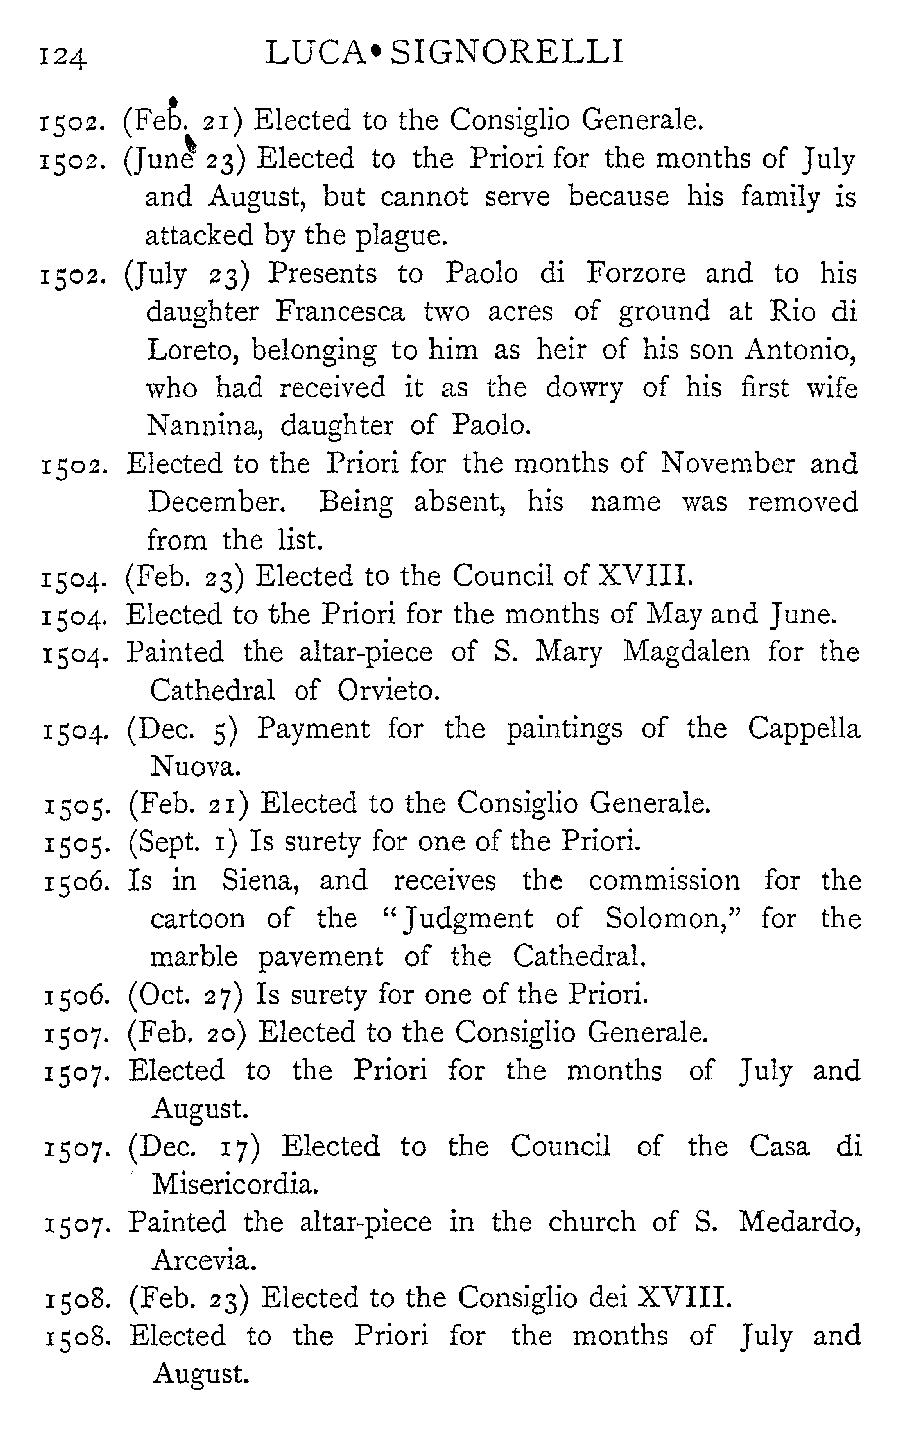 124 LUCA SIGNORELLI
1502. (Feb. 21) Elected to the Consiglio Generale.
1502. (June 23) Elected to the Priori for the months of July
and August, but cannot serve because his family is
attacked by the plague.
1502. (July 23) Presents to Paolo di Forzore and to his
daughter Francesca two acres of ground at Rio di
Loreto, belonging to him as heir of his son Antonio,
who had received it as the dowry of his first wife
Nannina, daughter of Paolo.
1502. Elected to the Priori for the months of November and
December. Being absent, his name was removed
from the list.
1504. (Feb. 23) Elected to the Council of XVIII.
1504. Elected to the Priori for the months of May and June.
1504. Painted the altar-piece of S. Mary Magdalen for the
Cathedral of Orvieto.
1504. (Dec. 5) Payment for the paintings of the Cappella
Nuova.
1505. (Feb. 21) Elected to the Consiglio Generale.
1505. (Sept. 1) Is surety for one of the Priori.
1506. Is in Siena, and receives the commission for the
cartoon of the “Judgment of Solomon,” for the
marble pavement of the Cathedral.
1506. (Oct. 27) Is surety for one of the Priori.
1507. (Feb. 20) Elected to the Consiglio Generale.
1507. Elected to the Priori for the months of July and
August.
1507. (Dec. 17) Elected to the Council of the Casa di
Misericordia.
1507. Painted the altar-piece in the church of S. Medardo,
Arcevia.
1508. (Feb. 23) Elected to the Consiglio dei XVIII.
1508. Elected to the Priori for the months of July and
August.